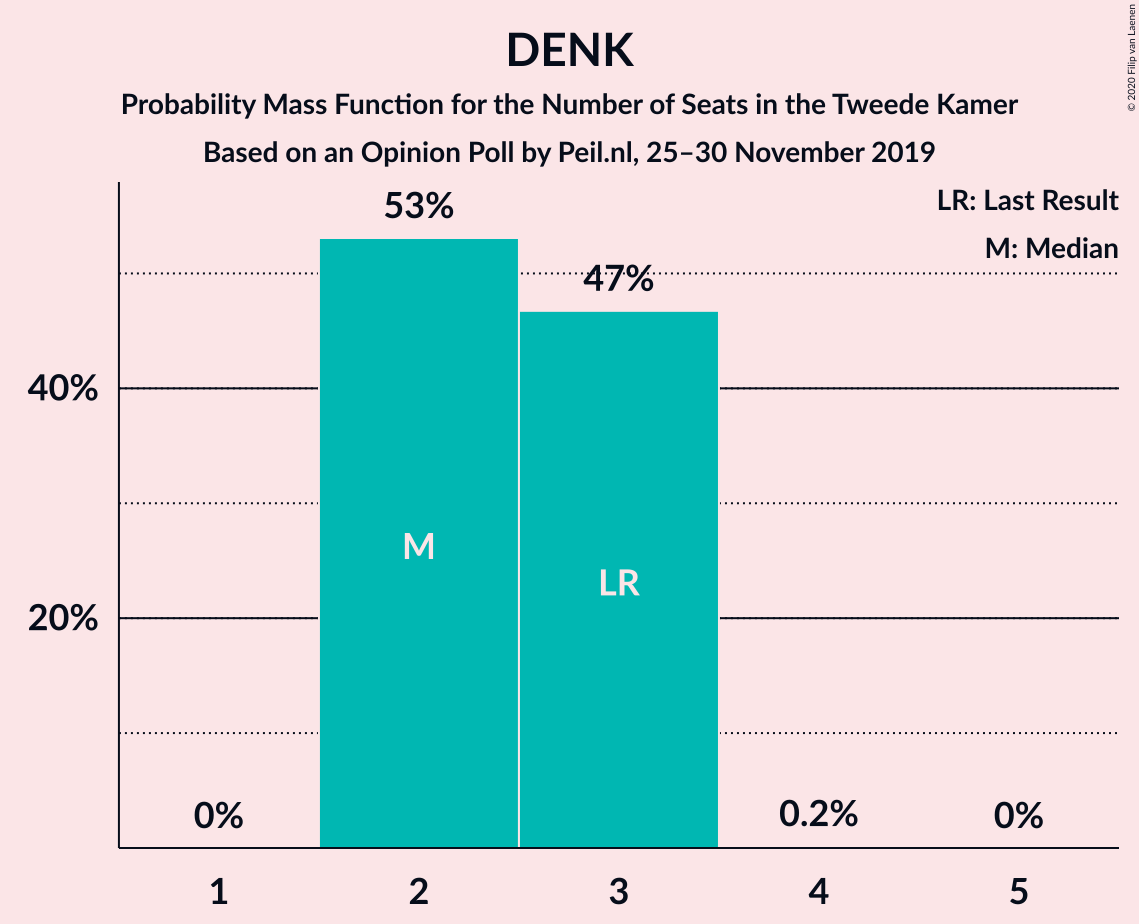 DENK
Probability Mass Function for the Number of Seats in the Tweede Kamer
Based on an Opinion Poll by Peil.nl, 25–30 November 2019
© 2020 Filip van Laenen
LR: Last Result
M: Median
53%
47%
40%
20%
M
LR
0%
0.2%
0%
1
2
3
4
5